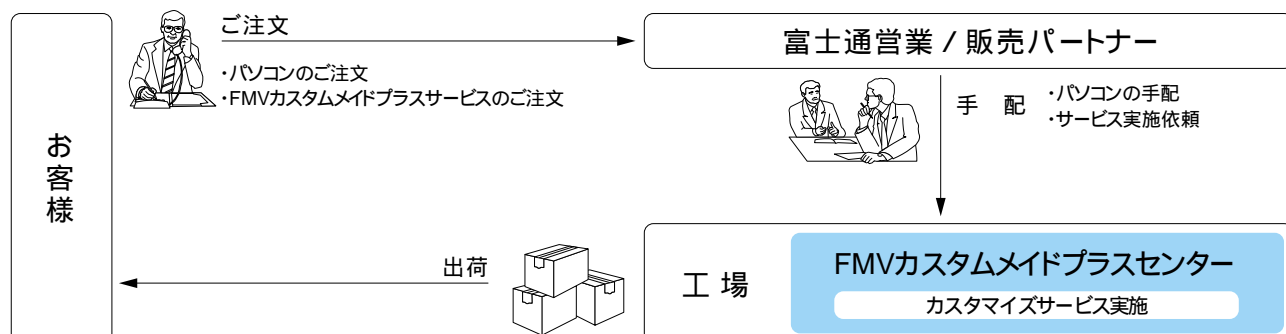 お客様
ご注文
・パソコンのご注文
・FMVカスタムメイドプラスサービスのご注文
富士通営業 / 販売パートナー
手 配
・パソコンの手配
・サービス実施依頼
工 場
FMVカスタムメイドプラスセンター
カスタマイズサービス実施
出荷